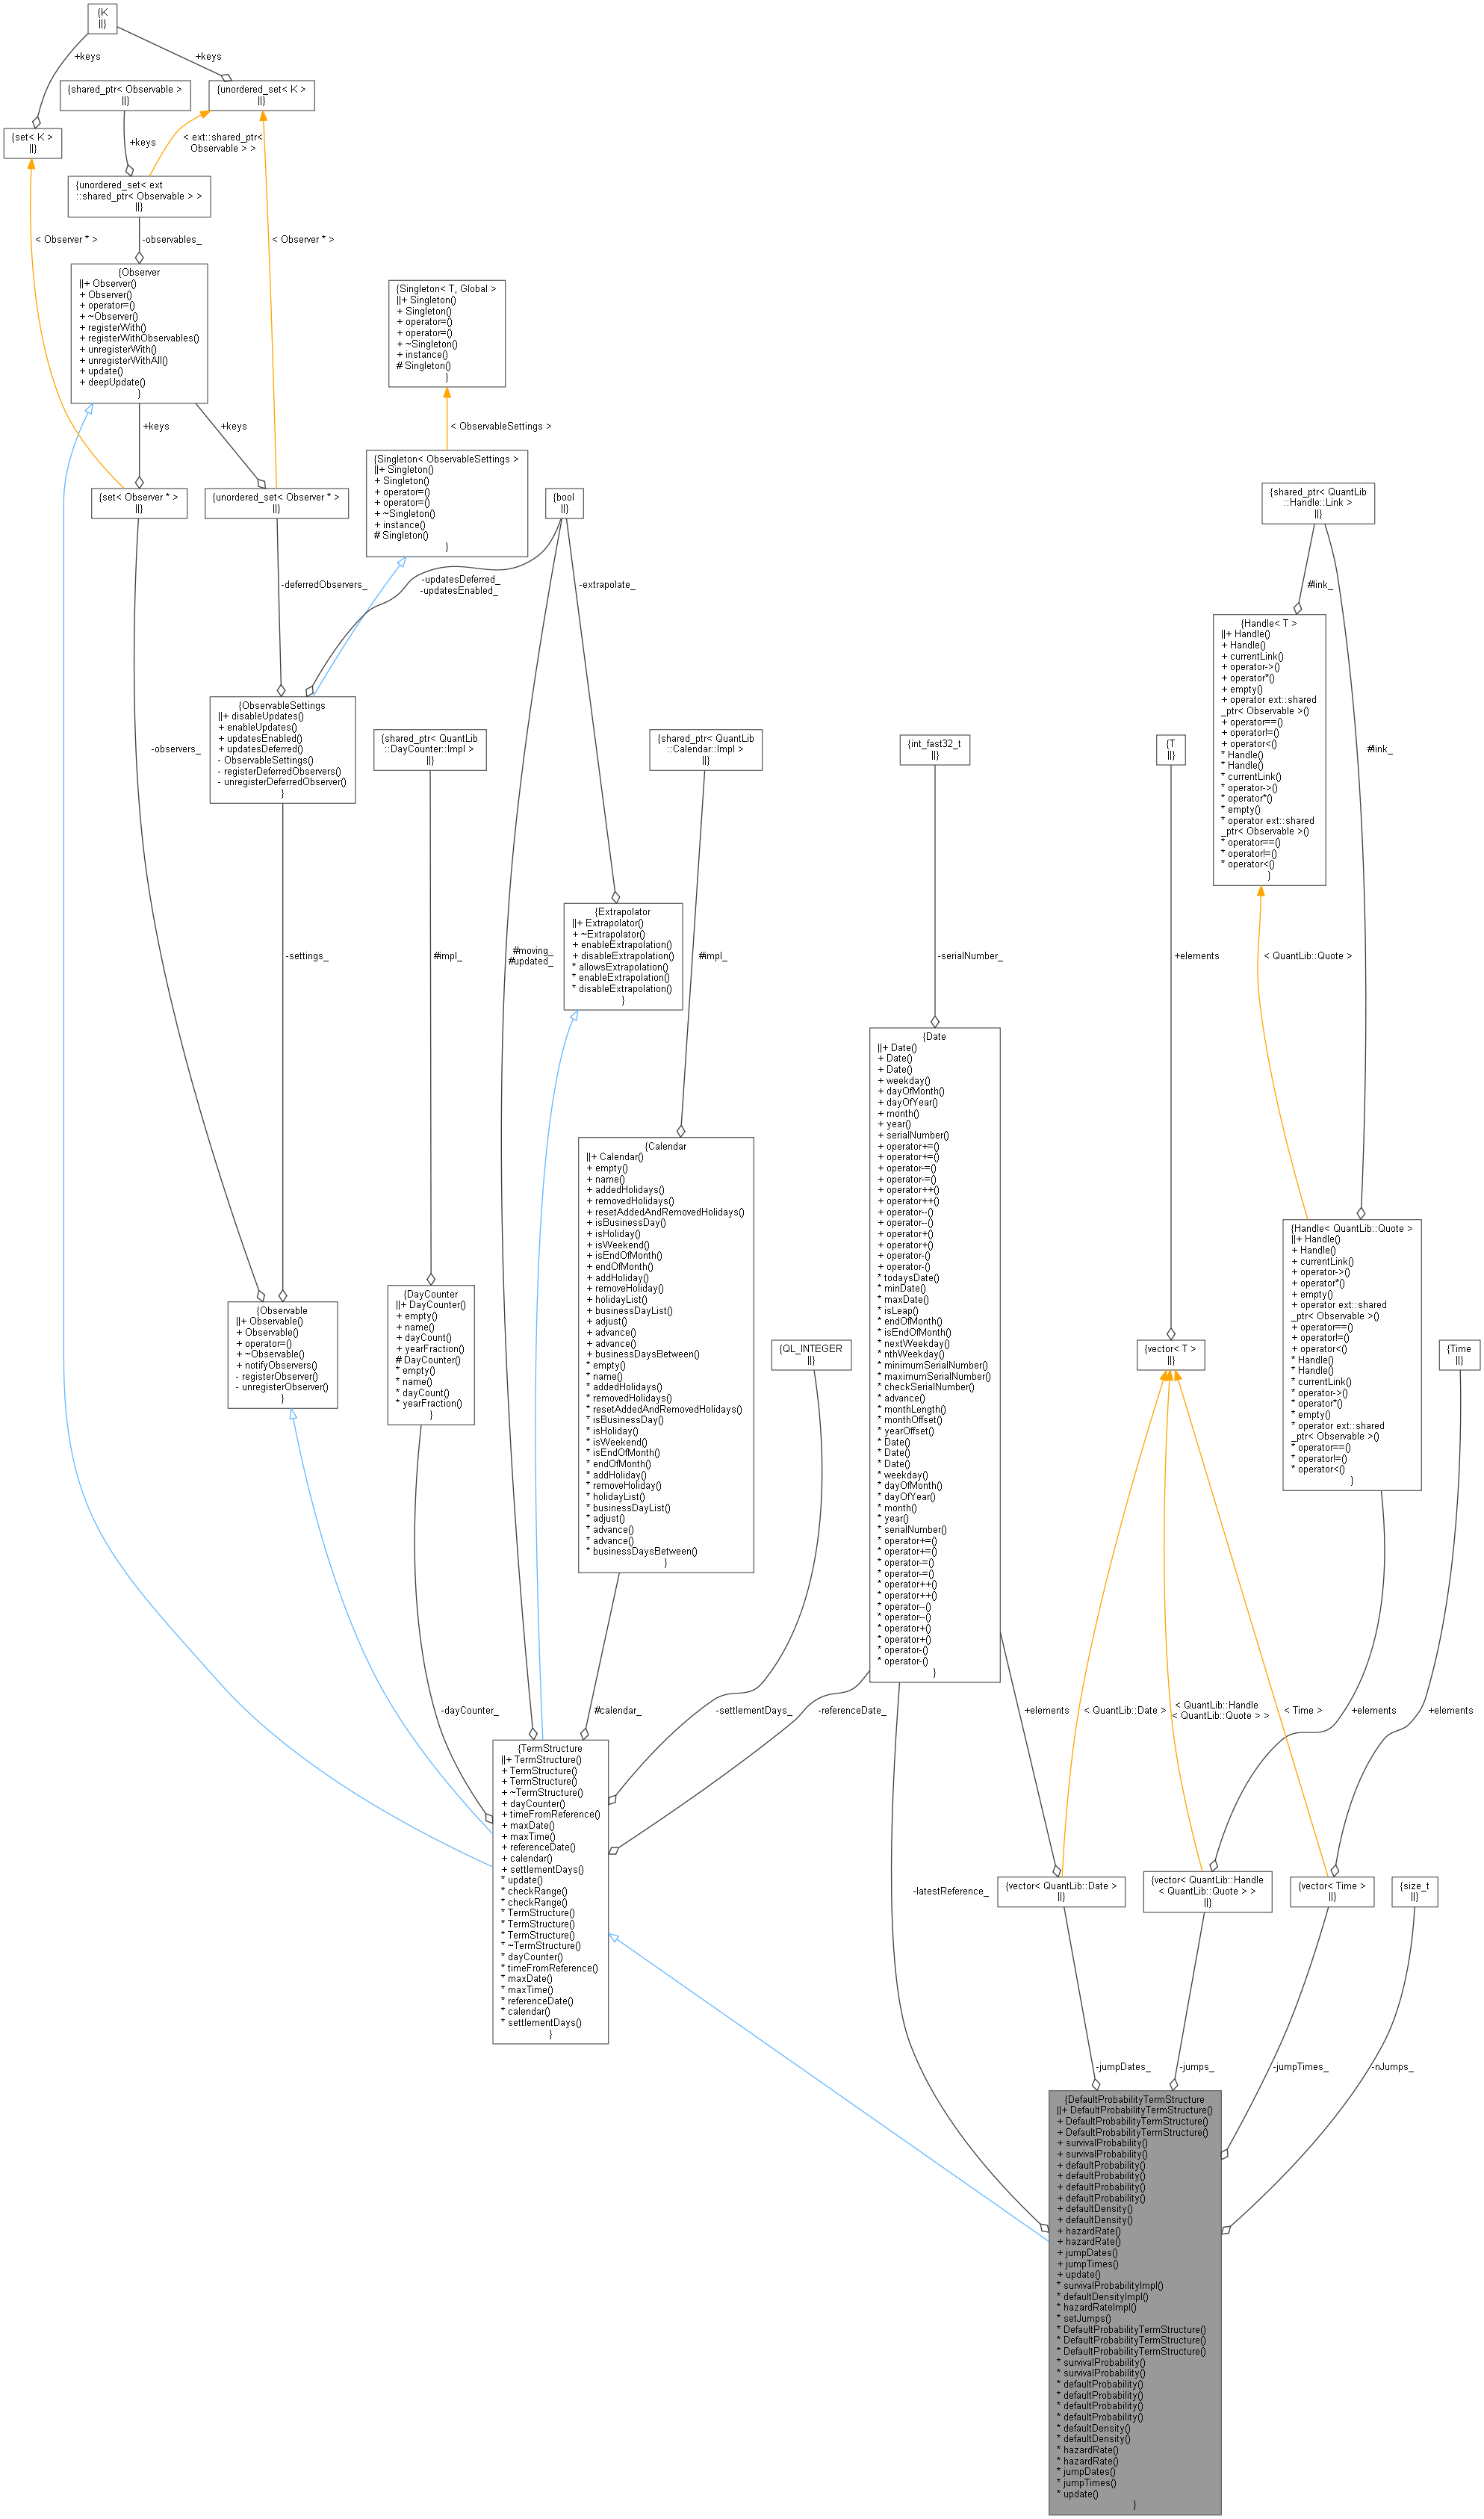 {K
||}
+keys
+keys
{shared_ptr< Observable >
||}
{unordered_set< K >
||}
{set< K >
||}
+keys
< ext::shared_ptr<
Observable > >
{unordered_set< ext
::shared_ptr< Observable > >
||}
< Observer * >
-observables_
< Observer * >
{Observer
||+ Observer()
+ Observer()
+ operator=()
+ ~Observer()
+ registerWith()
+ registerWithObservables()
+ unregisterWith()
+ unregisterWithAll()
+ update()
+ deepUpdate()
}
{Singleton< T, Global >
||+ Singleton()
+ Singleton()
+ operator=()
+ operator=()
+ ~Singleton()
+ instance()
# Singleton()
}
+keys
+keys
< ObservableSettings >
{Singleton< ObservableSettings >
||+ Singleton()
+ Singleton()
+ operator=()
+ operator=()
+ ~Singleton()
+ instance()
# Singleton()
}
{set< Observer * >
||}
{unordered_set< Observer * >
||}
{bool
||}
{shared_ptr< QuantLib
::Handle::Link >
||}
-deferredObservers_
-updatesDeferred_
-updatesEnabled_
-extrapolate_
#link_
{Handle< T >
||+ Handle()
+ Handle()
+ currentLink()
+ operator->()
+ operator*()
+ empty()
+ operator ext::shared
_ptr< Observable >()
+ operator==()
+ operator!=()
+ operator<()
* Handle()
* Handle()
* currentLink()
* operator->()
* operator*()
* empty()
* operator ext::shared
_ptr< Observable >()
* operator==()
* operator!=()
* operator<()
}
-observers_
{ObservableSettings
||+ disableUpdates()
+ enableUpdates()
+ updatesEnabled()
+ updatesDeferred()
- ObservableSettings()
- registerDeferredObservers()
- unregisterDeferredObserver()
}
{shared_ptr< QuantLib
::DayCounter::Impl >
||}
{shared_ptr< QuantLib
::Calendar::Impl >
||}
{int_fast32_t
||}
{T
||}
#link_
-settings_
#impl_
#moving_
#updated_
{Extrapolator
||+ Extrapolator()
+ ~Extrapolator()
+ enableExtrapolation()
+ disableExtrapolation()
* allowsExtrapolation()
* enableExtrapolation()
* disableExtrapolation()
}
#impl_
-serialNumber_
+elements
< QuantLib::Quote >
{Date
||+ Date()
+ Date()
+ Date()
+ weekday()
+ dayOfMonth()
+ dayOfYear()
+ month()
+ year()
+ serialNumber()
+ operator+=()
+ operator+=()
+ operator-=()
+ operator-=()
+ operator++()
+ operator++()
+ operator--()
+ operator--()
+ operator+()
+ operator+()
+ operator-()
+ operator-()
* todaysDate()
* minDate()
* maxDate()
* isLeap()
* endOfMonth()
* isEndOfMonth()
* nextWeekday()
* nthWeekday()
* minimumSerialNumber()
* maximumSerialNumber()
* checkSerialNumber()
* advance()
* monthLength()
* monthOffset()
* yearOffset()
* Date()
* Date()
* Date()
* weekday()
* dayOfMonth()
* dayOfYear()
* month()
* year()
* serialNumber()
* operator+=()
* operator+=()
* operator-=()
* operator-=()
* operator++()
* operator++()
* operator--()
* operator--()
* operator+()
* operator+()
* operator-()
* operator-()
}
{Calendar
||+ Calendar()
+ empty()
+ name()
+ addedHolidays()
+ removedHolidays()
+ resetAddedAndRemovedHolidays()
+ isBusinessDay()
+ isHoliday()
+ isWeekend()
+ isEndOfMonth()
+ endOfMonth()
+ addHoliday()
+ removeHoliday()
+ holidayList()
+ businessDayList()
+ adjust()
+ advance()
+ advance()
+ businessDaysBetween()
* empty()
* name()
* addedHolidays()
* removedHolidays()
* resetAddedAndRemovedHolidays()
* isBusinessDay()
* isHoliday()
* isWeekend()
* isEndOfMonth()
* endOfMonth()
* addHoliday()
* removeHoliday()
* holidayList()
* businessDayList()
* adjust()
* advance()
* advance()
* businessDaysBetween()
}
{Handle< QuantLib::Quote >
||+ Handle()
+ Handle()
+ currentLink()
+ operator->()
+ operator*()
+ empty()
+ operator ext::shared
_ptr< Observable >()
+ operator==()
+ operator!=()
+ operator<()
* Handle()
* Handle()
* currentLink()
* operator->()
* operator*()
* empty()
* operator ext::shared
_ptr< Observable >()
* operator==()
* operator!=()
* operator<()
}
{Observable
||+ Observable()
+ Observable()
+ operator=()
+ ~Observable()
+ notifyObservers()
- registerObserver()
- unregisterObserver()
}
{DayCounter
||+ DayCounter()
+ empty()
+ name()
+ dayCount()
+ yearFraction()
# DayCounter()
* empty()
* name()
* dayCount()
* yearFraction()
}
{QL_INTEGER
||}
{vector< T >
||}
{Time
||}
-dayCounter_
#calendar_
-settlementDays_
-referenceDate_
+elements
< QuantLib::Date >
< QuantLib::Handle
< QuantLib::Quote > >
< Time >
+elements
+elements
{TermStructure
||+ TermStructure()
+ TermStructure()
+ TermStructure()
+ ~TermStructure()
+ dayCounter()
+ timeFromReference()
+ maxDate()
+ maxTime()
+ referenceDate()
+ calendar()
+ settlementDays()
* update()
* checkRange()
* checkRange()
* TermStructure()
* TermStructure()
* TermStructure()
* ~TermStructure()
* dayCounter()
* timeFromReference()
* maxDate()
* maxTime()
* referenceDate()
* calendar()
* settlementDays()
}
-latestReference_
{vector< QuantLib::Date >
||}
{vector< QuantLib::Handle
< QuantLib::Quote > >
||}
{vector< Time >
||}
{size_t
||}
-jumpDates_
-jumps_
-jumpTimes_
-nJumps_
{DefaultProbabilityTermStructure
||+ DefaultProbabilityTermStructure()
+ DefaultProbabilityTermStructure()
+ DefaultProbabilityTermStructure()
+ survivalProbability()
+ survivalProbability()
+ defaultProbability()
+ defaultProbability()
+ defaultProbability()
+ defaultProbability()
+ defaultDensity()
+ defaultDensity()
+ hazardRate()
+ hazardRate()
+ jumpDates()
+ jumpTimes()
+ update()
* survivalProbabilityImpl()
* defaultDensityImpl()
* hazardRateImpl()
* setJumps()
* DefaultProbabilityTermStructure()
* DefaultProbabilityTermStructure()
* DefaultProbabilityTermStructure()
* survivalProbability()
* survivalProbability()
* defaultProbability()
* defaultProbability()
* defaultProbability()
* defaultProbability()
* defaultDensity()
* defaultDensity()
* hazardRate()
* hazardRate()
* jumpDates()
* jumpTimes()
* update()
}